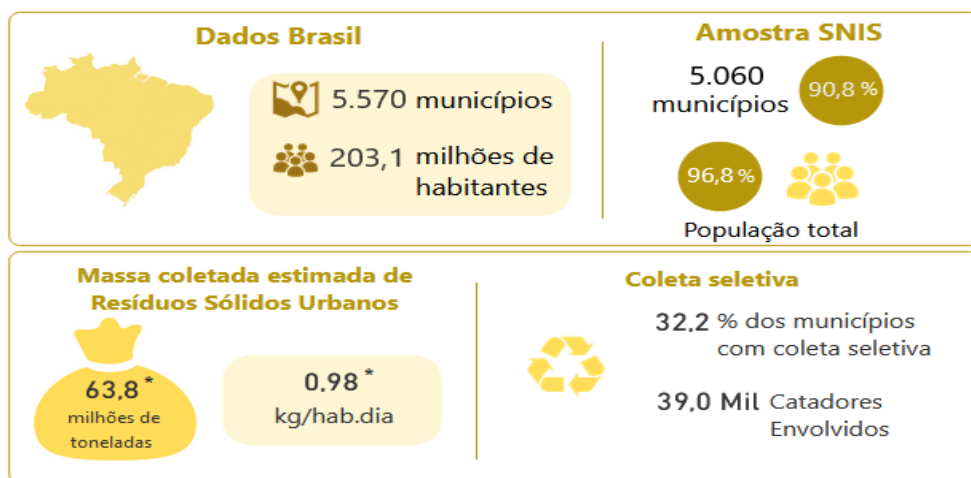 Dados Brasil
5.570 municípios
203,1 milhões de
habitantes
Amostra SNIS
5.060
municípios
90,8 %
96,8 %
População total
Massa coletada estimada de
Resíduos Sólidos Urbanos
63,8 *
milhões de
toneladas
0,98 *
kg/hab.dia
Coleta seletiva
32,2 % dos municípios
com coleta seletiva
39,0 Mil Catadores
Envolvidos